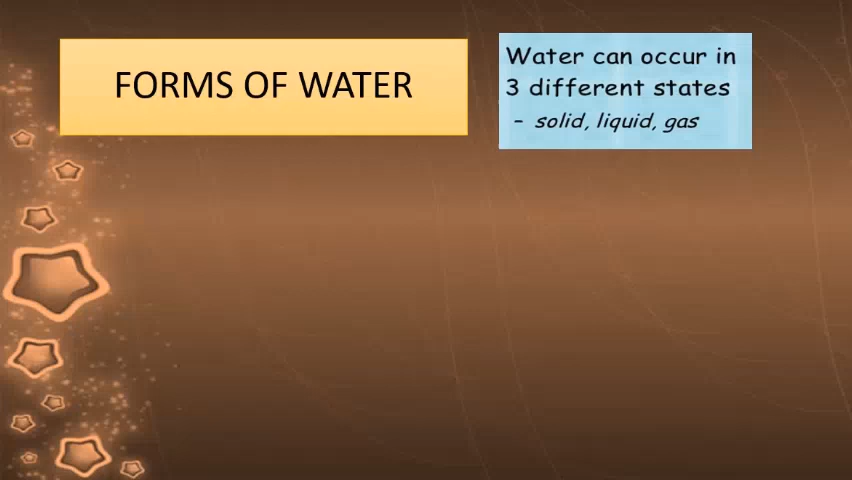 FORMS OF WATER
Water can occur in
3 different states
- solid, liquid, gas